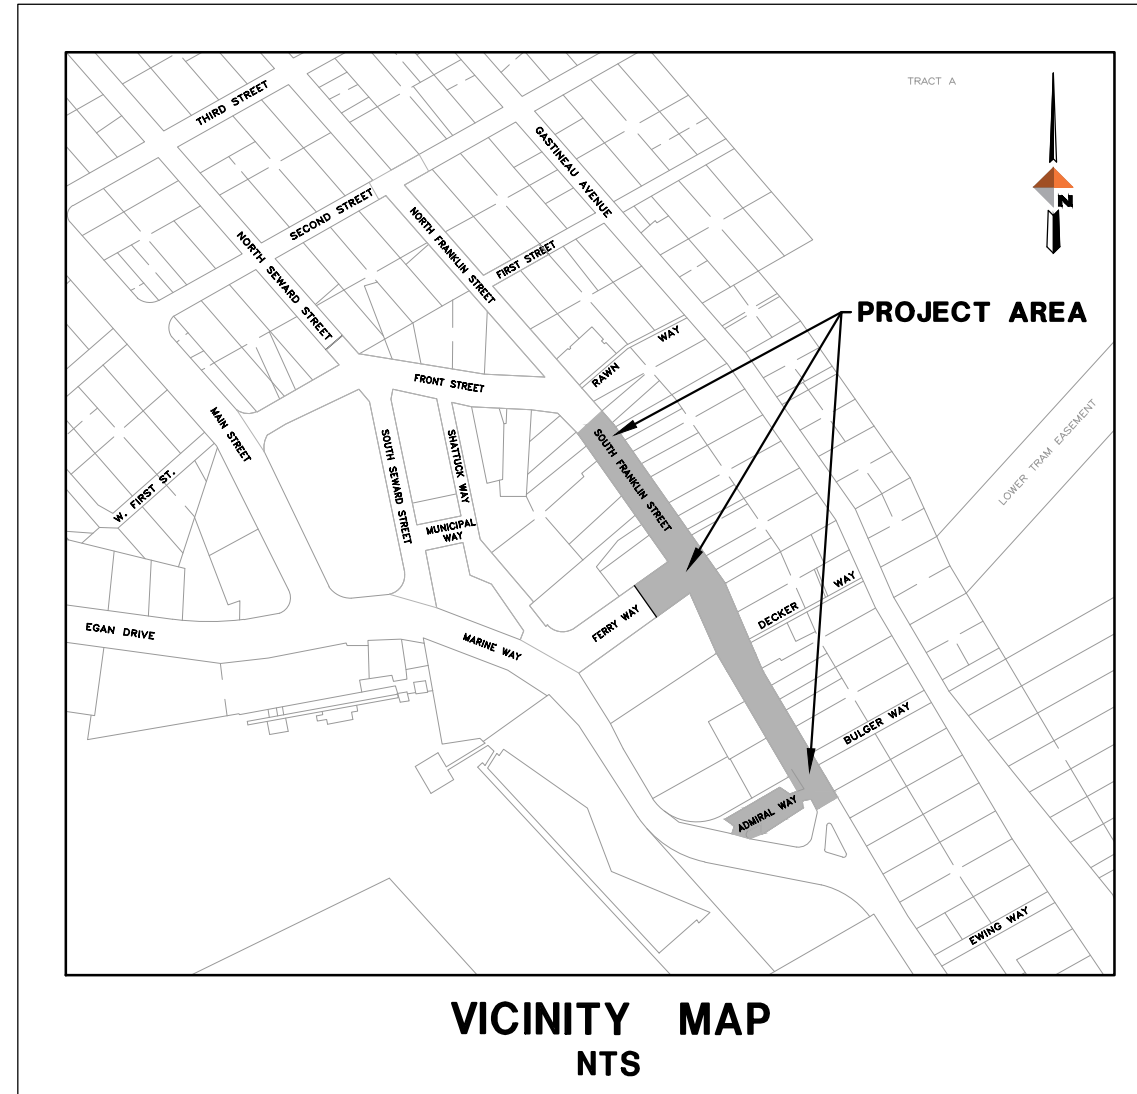 TRACT A
THIRD STREET
GASTINEAU AVENUE
N
SECOND STREET
NORTH FRANKLIN STREET
NORTH SEWARD STREET
FIRST STREET
PROJECT AREA
RAWN WAY
FRONT STREET
MAIN STREET
SOUTH SEWARD STREET
SHATTUCK WAY
SOUTH FRANKLIN STREET
LOWER TRAM EASEMENT
W. FIRST ST.
MUNICIPAL
WAY
DECKER WAY
FERRY WAY
EGAN DRIVE
MARINE WAY
BULGER WAY
ADMIRAL WAY
EWING WAY
VICINITY MAP
NTS